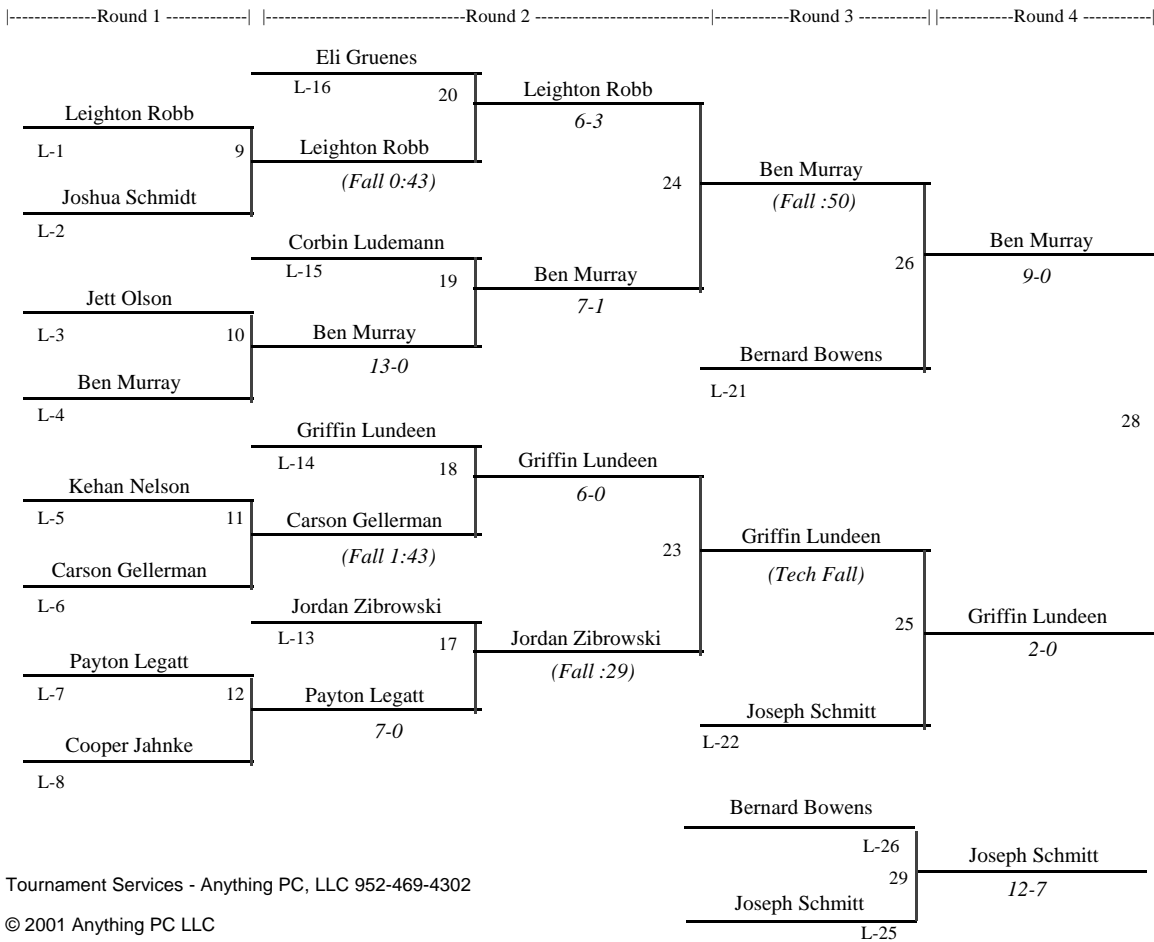 |-------------Round 1 --------------| |-----------------------------------Round 2 ------------------------------|-------------Round 3 -----------| |------------Round 4 -----------|
Eli Gruenes
L-16
20
Leighton Robb
6-3
Leighton Robb
L-1
9
Leighton Robb
(Fall 0:43)
Joshua Schmidt
L-2
24
Ben Murray
(Fall :50)
Corbin Ludemann
L-15
19
Ben Murray
7-1
26
Ben Murray
9-0
Jett Olson
L-3
10
Ben Murray
13-0
Ben Murray
L-4
Bernard Bowens
L-21
28
Griffin Lundeen
L-14
18
Griffin Lundeen
6-0
Kehan Nelson
L-5
11
Carson Gellerman
(Fall 1:43)
Carson Gellerman
L-6
23
Griffin Lundeen
(Tech Fall)
Jordan Zibrowski
L-13
17
Jordan Zibrowski
(Fall :29)
25
Griffin Lundeen
2-0
Payton Legatt
L-7
12
Payton Legatt
7-0
Cooper Jahnke
L-8
Joseph Schmitt
L-22
Bernard Bowens
L-26
29
Joseph Schmitt
12-7
Joseph Schmitt
L-25
Tournament Services - Anything PC, LLC 952-469-4302
© 2001 Anything PC LLC